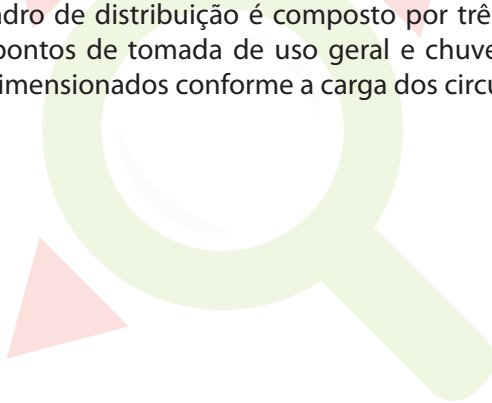 dro de distribuição é composto por trê
pontos de tomada de uso geral e chuve
imensionados conforme a carga dos circu